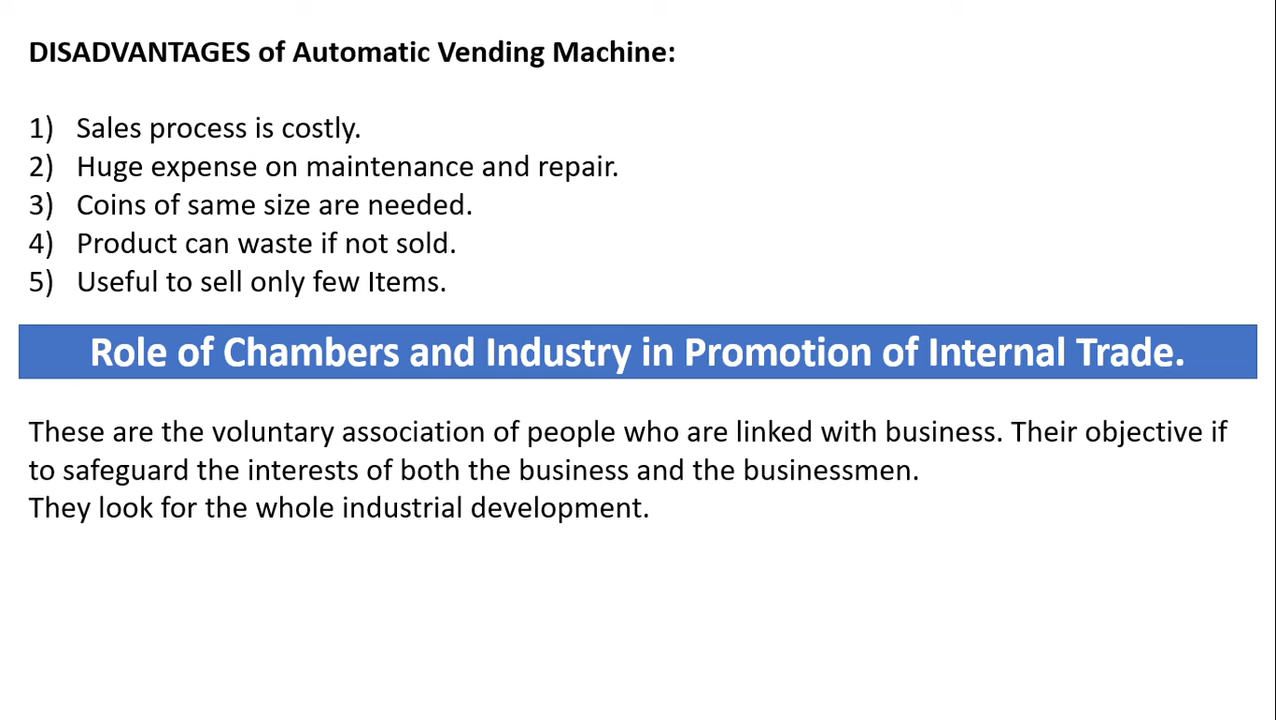 DISADVANTAGES of Automatic Vending Machine:
1) Sales process is costly.
2) Huge expense on maintenance and repair.
3) Coins of same size are needed.
4) Product can waste if not sold.
5) Useful to sell only few Items.
Role of Chambers and Industry in Promotion of Internal Trade.
These are the voluntary association of people who are linked with business. Their objective if
to safeguard the interests of both the business and the businessmen.
They look for the whole industrial development.